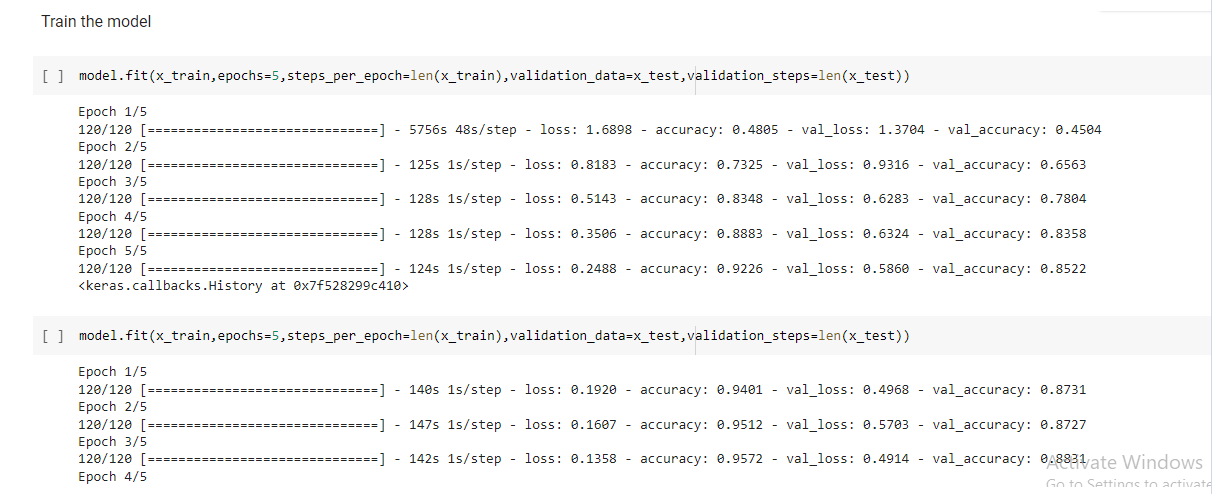 Train the model
[ ] model.fit(x_train,epochs=5,steps_per_epoch=len(x_train),validation_data=x_test,validation_steps=len(x_test))
Epoch 1/5
120/120 [==============================] - 5756s 48s/step - loss: 1.6898 - accuracy: 0.4805 - val_loss: 1.3704 - val_accuracy: 0.4504
Epoch 2/5
120/120 [==============================] - 125s 1s/step - loss: 0.8183 - accuracy: 0.7325 - val_loss: 0.9316 - val_accuracy: 0.6563
Epoch 3/5
120/120 [==============================] - 128s 1s/step - loss: 0.5143 - accuracy: 0.8348 - val_loss: 0.6283 - val_accuracy: 0.7804
Epoch 4/5
120/120 [==============================] - 128s 1s/step - loss: 0.3506 - accuracy: 0.8883 - val_loss: 0.6324 - val_accuracy: 0.8358
Epoch 5/5
120/120 [==============================] - 124s 1s/step - loss: 0.2488 - accuracy: 0.9226 - val_loss: 0.5860 - val_accuracy: 0.8522
<keras.callbacks.History at 0x7f528299c410>
[ ] model.fit(x_train,epochs=5,steps_per_epoch=len(x_train),validation_data=x_test,validation_steps=len(x_test))
Epoch 1/5
120/120 [==============================] - 140s 1s/step - loss: 0.1920 - accuracy: 0.9401 - val_loss: 0.4968 - val_accuracy: 0.8731
Epoch 2/5
120/120 [==============================] - 147s 1s/step - loss: 0.1607 - accuracy: 0.9512 - val_loss: 0.5703 - val_accuracy: 0.8727
Epoch 3/5
120/120 [==============================] - 142s 1s/step - loss: 0.1358 - accuracy: 0.9572 - val_loss: 0.4914 - val_accuracy: 0.8831
Epoch 4/5
Activate Windows
Go to Settings to activate